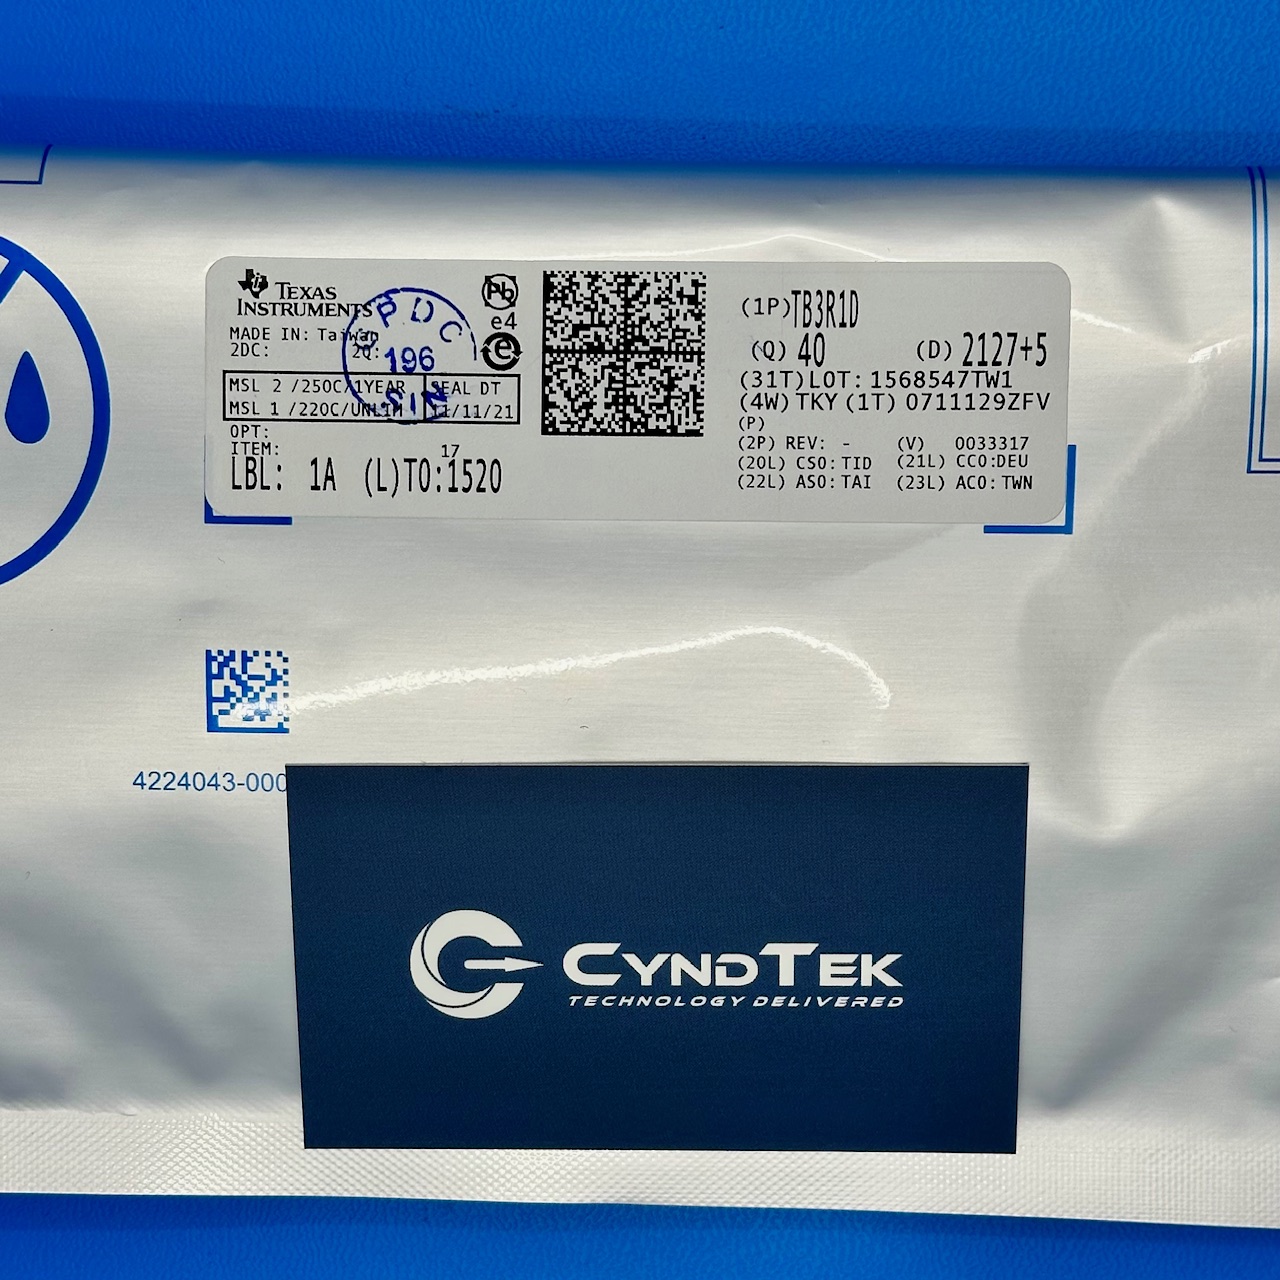 TEXAS
INSTRUMENTS
MADE IN: Taiwan
2DC: 2Q:
MSL 2 /250C/1YEAR SEAL DT
MSL 1 /220C/UNLIM 11/11/21
OPT:
ITEM: 17
LBL: 1A (L)TO:1520
Pb
e4
PDC
196
SIN
(1P)TB3R1D
(Q) 40 (D) 2127+5
(31T)LOT: 1568547TW1
(4W) TKY (1T) 0711129ZFV
(P)
(2P) REV: - (V) 0033317
(20L) CSO: TID (21L) CCO:DEU
(22L) ASO: TAI (23L) ACO: TWN
4224043-000
CYNDTEK
TECHNOLOGY DELIVERED